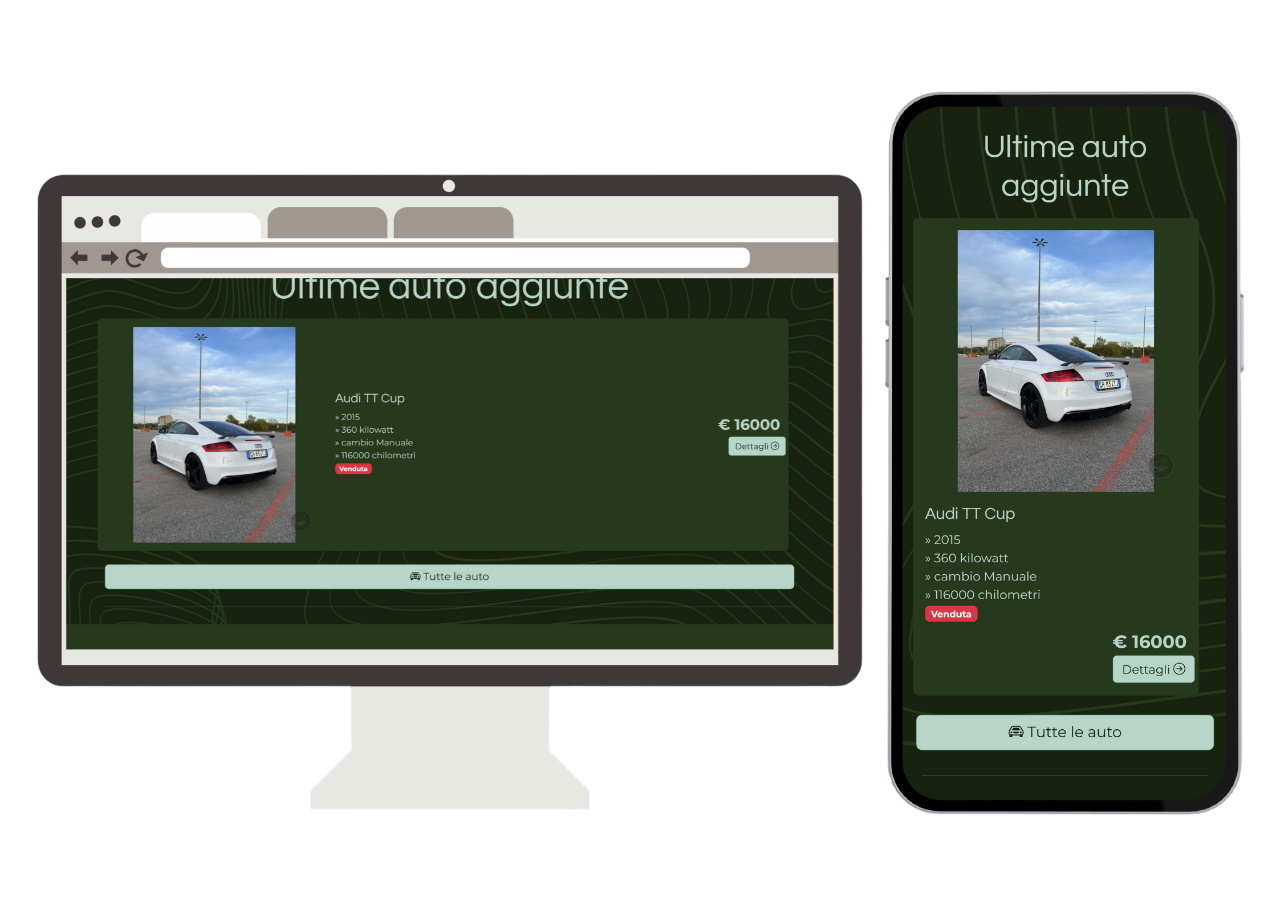 Ultime auto aggiunte
Audi TT Cup
» 2015
» 360 kilowatt
» cambio Manuale
» 116000 chilometri
Venduta
€ 16000
Dettagli
Tutte le auto
Ultime auto
aggiunte
Audi TT Cup
» 2015
» 360 kilowatt
» cambio Manuale
» 116000 chilometri
Venduta
€ 16000
Dettagli
Tutte le auto